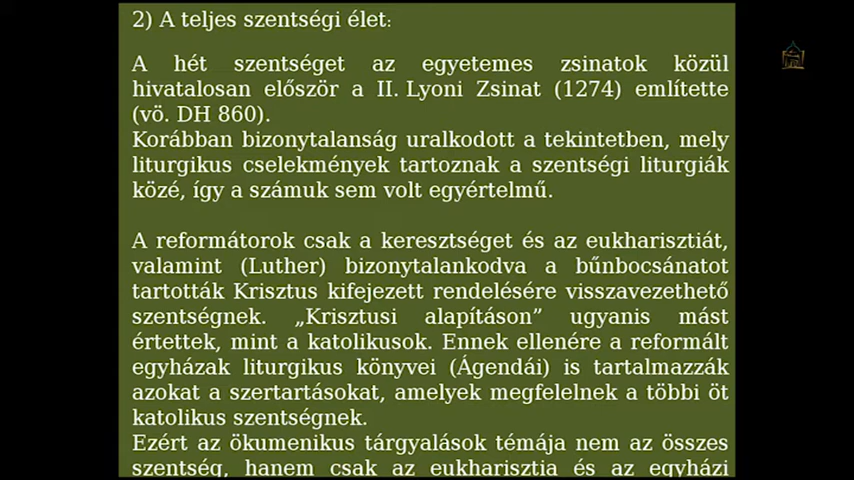 2) A teljes szentségi élet:
A hét szentséget az egyetemes zsinatok közül
hivatalosan először a II. Lyoni Zsinat (1274) említette
(vö. DH 860).
Korábban bizonytalanság uralkodott a tekintetben, mely
liturgikus cselekmények tartoznak a szentségi liturgiák
közé, így a számuk sem volt egyértelmű.
A reformátorok csak a keresztséget és az eukharisztiát,
valamint (Luther) bizonytalankodva a bűnbocsánatot
tartották Krisztus kifejezett rendelésére visszavezethető
szentségnek. „Krisztusi alapításon” ugyanis mást
értettek, mint a katolikusok. Ennek ellenére a reformált
egyházak liturgikus könyvei (Ágendái) is tartalmazzák
azokat a szertartásokat, amelyek megfelelnek a többi öt
katolikus szentségnek.
Ezért az ökumenikus tárgyalások témája nem az összes
szentség, hanem csak az eukharisztia és az egyházi